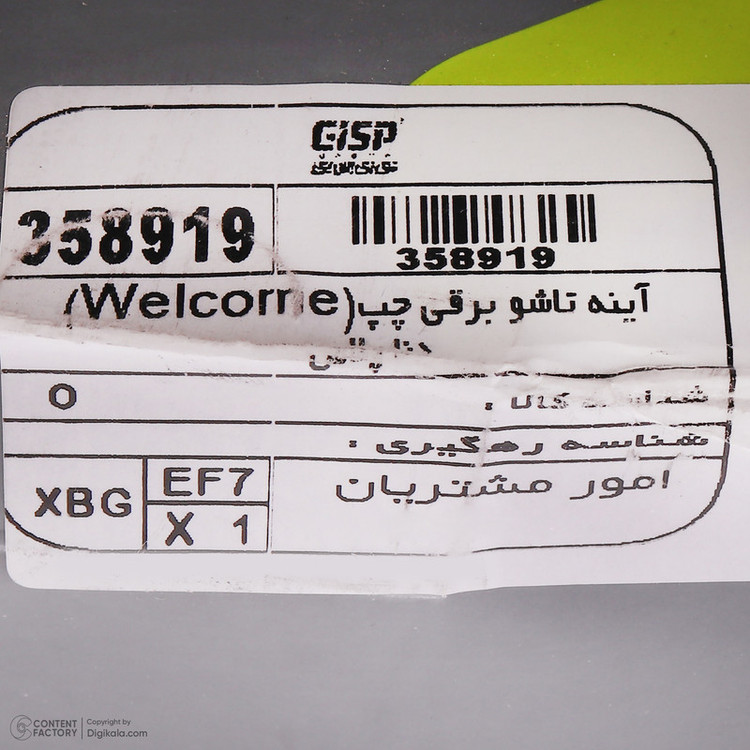 GISP
358919
358919
آینه تاشو برقی چپ(Welcome)
شناسه کالا :
0
شناسه رهگیری :
XBG
EF7
X 1
امور مشتریان
CONTENT FACTORY
Copyright by
Digikala.com